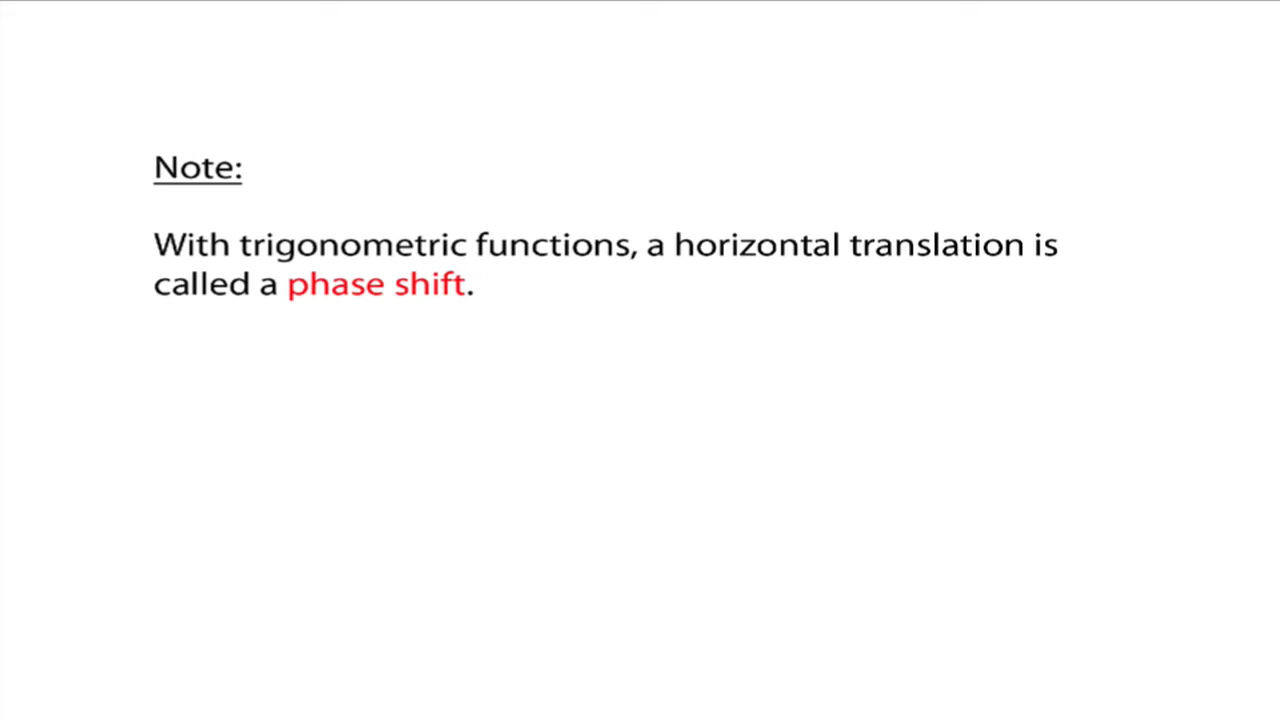 Note:
With trigonometric functions, a horizontal translation is
called a phase shift.